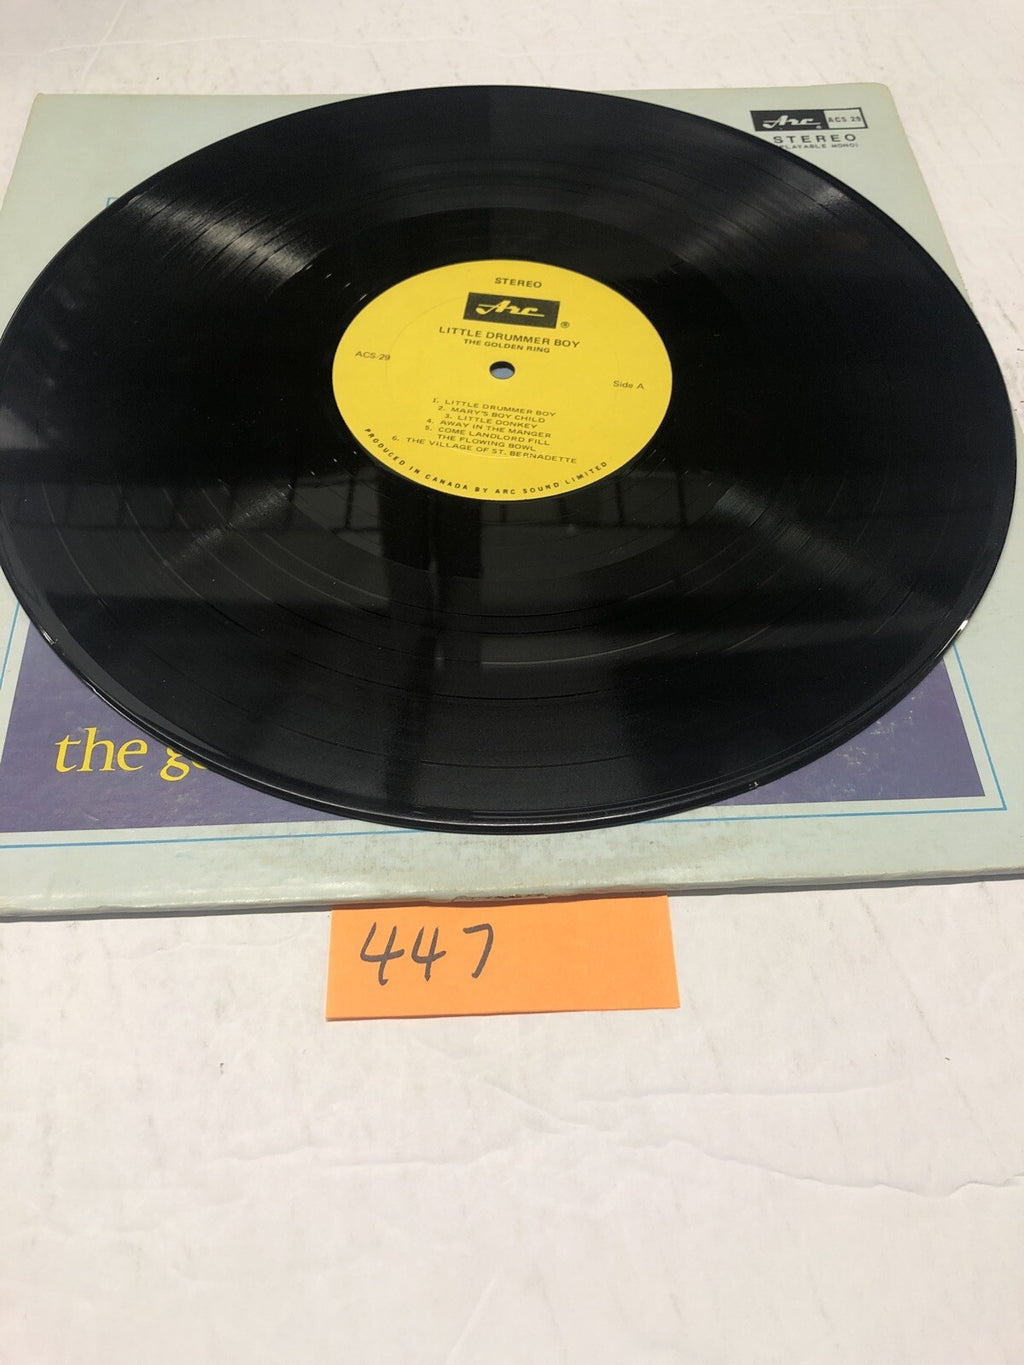 Arc ACS 29
STEREO
PLAYABLE MONO)
STEREO
Arc ®
LITTLE DRUMMER BOY
THE GOLDEN RING
ACS-29
Side A
1. LITTLE DRUMMER BOY
2. MARY'S BOY CHILD
3. LITTLE DONKEY
4. AWAY IN THE MANGER
5. COME LANDLORD FILL
THE FLOWING BOWL
6. THE VILLAGE OF ST. BERNADETTE
PRODUCED IN CANADA BY ARC SOUND LIMITED
the
447